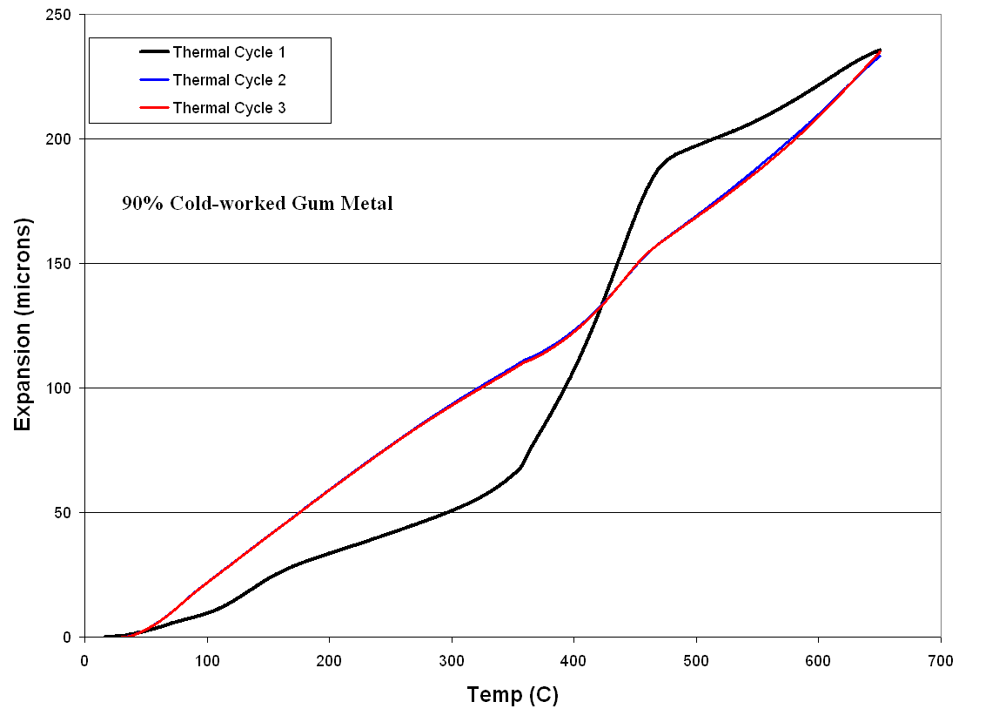 250
200
150
100
50
0
Thermal Cycle 1
Thermal Cycle 2
Thermal Cycle 3
90% Cold-worked Gum Metal
Expansion (microns)
0 100 200 300 400 500 600 700
Temp (C)